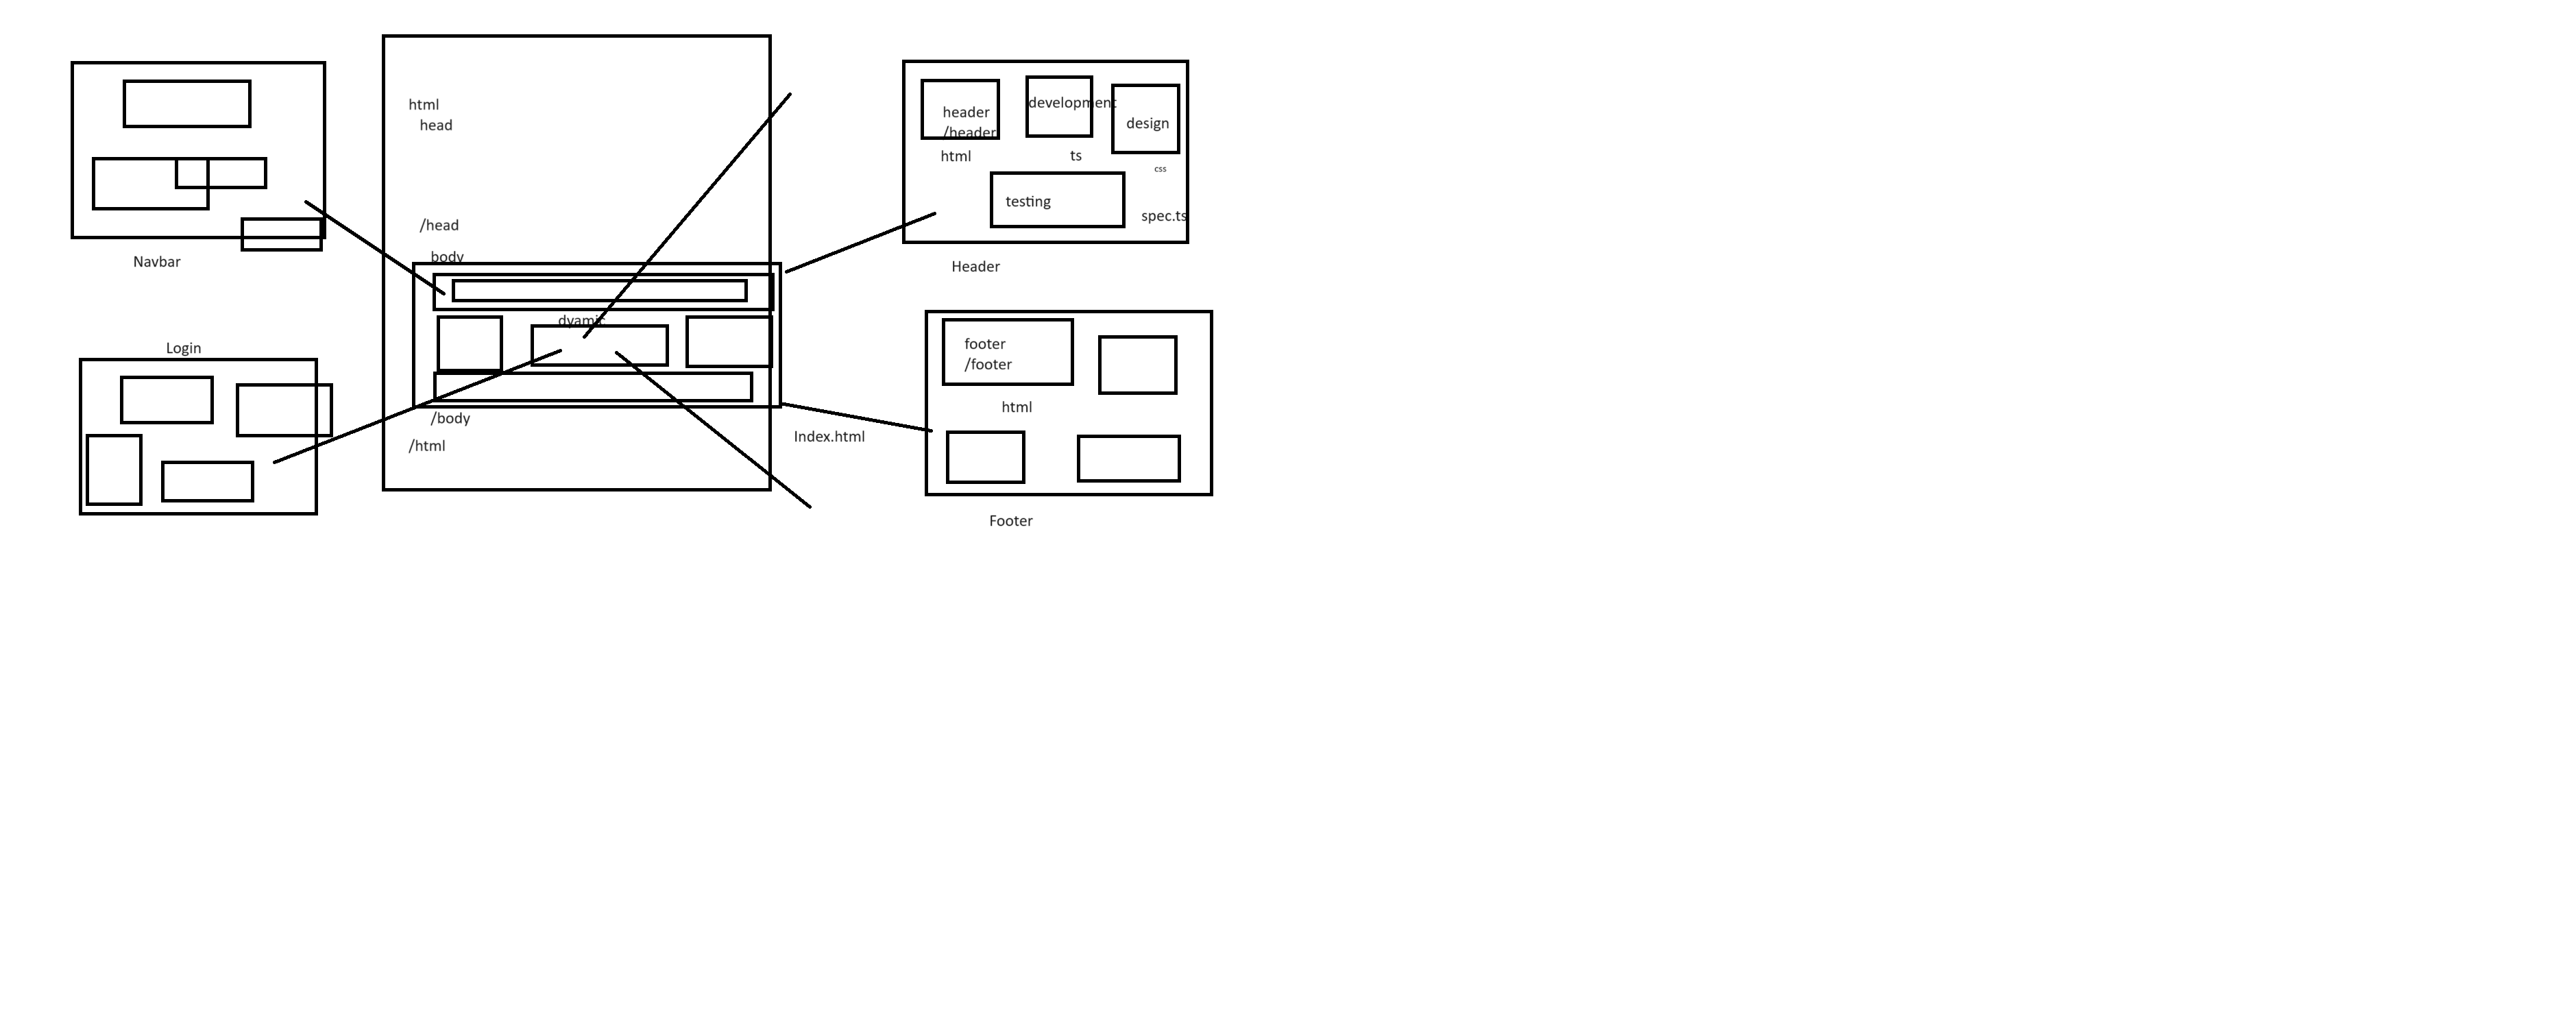 html
head
/head
body
dyamic
/body
/html
Index.html
Navbar
Login
header
/header
html
development
ts
design
css
testing
spec.ts
Header
footer
/footer
html
Footer